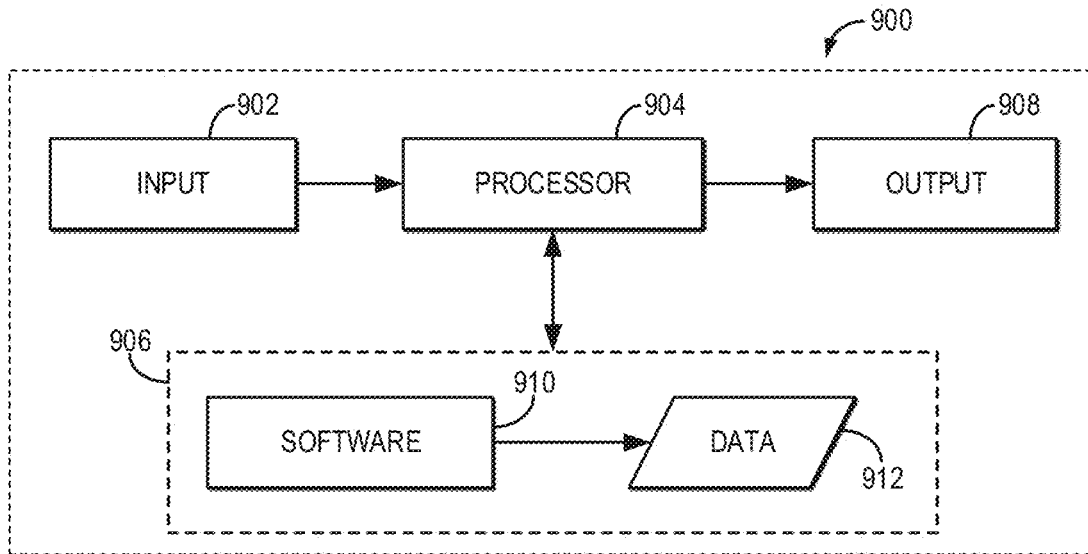 900
902
904
908
INPUT
PROCESSOR
OUTPUT
906
910
SOFTWARE
DATA
912